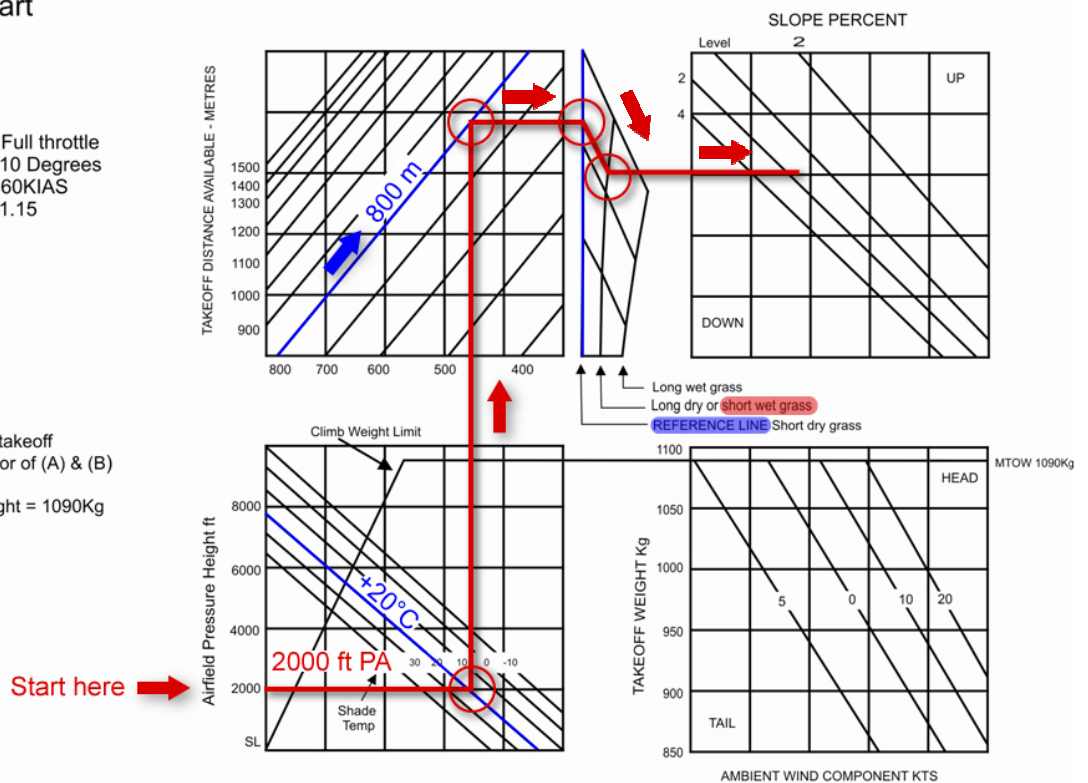 art
SLOPE PERCENT
Level 2
2
4
UP
DOWN
Full throttle
10 Degrees
60KIAS
1.15
TAKEOFF DISTANCE AVAILABLE - METRES
1500
1400
1300
1200
1100
1000
900
800 m
800 700 600 500 400
Long wet grass
Long dry or short wet grass
REFERENCE LINE Short dry grass
takeoff
or of (A) & (B)
ght = 1090Kg
Climb Weight Limit
Airfield Pressure Height ft
8000
6000
4000
2000
SL
+20°C
2000 ft PA
30 20 10 0 -10
Shade
Temp
Start here
TAKEOFF WEIGHT Kg
1100
1050
1000
950
900
850
HEAD
MTOW 1090Kg
5 0 10 20
TAIL
AMBIENT WIND COMPONENT KTS